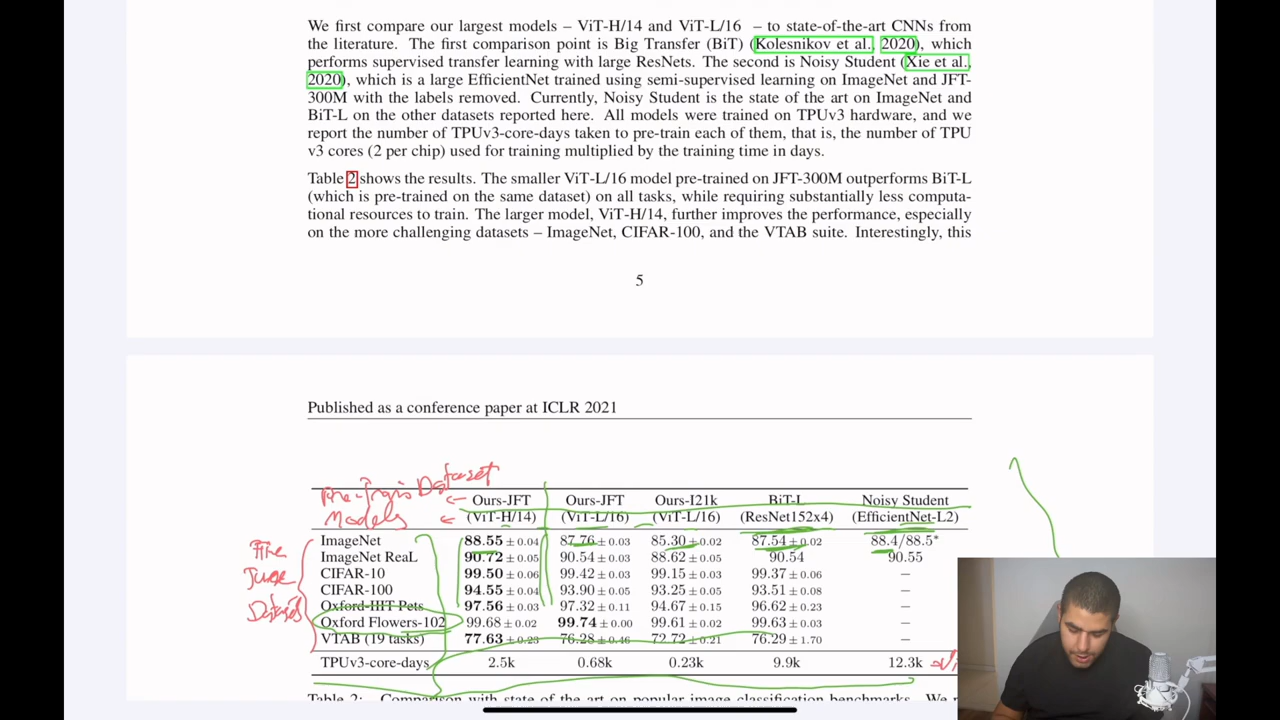 We first compare our largest models – ViT-H/14 and ViT-L/16 – to state-of-the-art CNNs from
the literature. The first comparison point is Big Transfer (BiT) (Kolesnikov et al., 2020), which
performs supervised transfer learning with large ResNets. The second is Noisy Student (Xie et al.,
2020), which is a large EfficientNet trained using semi-supervised learning on ImageNet and JFT-
300M with the labels removed. Currently, Noisy Student is the state of the art on ImageNet and
BiT-L on the other datasets reported here. All models were trained on TPUv3 hardware, and we
report the number of TPUv3-core-days taken to pre-train each of them, that is, the number of TPU
v3 cores (2 per chip) used for training multiplied by the training time in days.
Table 2 shows the results. The smaller ViT-L/16 model pre-trained on JFT-300M outperforms BiT-L
(which is pre-trained on the same dataset) on all tasks, while requiring substantially less computa-
tional resources to train. The larger model, ViT-H/14, further improves the performance, especially
on the more challenging datasets – ImageNet, CIFAR-100, and the VTAB suite. Interestingly, this
5
Published as a conference paper at ICLR 2021
Dataset
Models
Ours-JFT Ours-JFT Ours-I21k BiT-L Noisy Student
(ViT-H/14) (ViT-L/16) (ViT-L/16) (ResNet152x4) (EfficientNet-L2)
Fine
Tune
Datasets
ImageNet 88.55 ± 0.04 87.76 ± 0.03 85.30 ± 0.02 87.54 ± 0.02 88.4/88.5*
ImageNet ReaL 90.72 ± 0.05 90.54 ± 0.03 88.62 ± 0.05 90.54 90.55
CIFAR-10 99.50 ± 0.06 99.42 ± 0.03 99.15 ± 0.03 99.37 ± 0.06 –
CIFAR-100 94.55 ± 0.04 93.90 ± 0.05 93.25 ± 0.05 93.51 ± 0.08 –
Oxford-IIIT Pets 97.56 ± 0.03 97.32 ± 0.11 94.67 ± 0.15 96.62 ± 0.23 –
Oxford Flowers-102 99.68 ± 0.02 99.74 ± 0.00 99.61 ± 0.02 99.63 ± 0.03 –
VTAB (19 tasks) 77.63 ± 0.23 76.28 ± 0.46 72.72 ± 0.21 76.29 ± 1.70 –
TPUv3-core-days 2.5k 0.68k 0.23k 9.9k 12.3k
Table 2: Comparison with state of the art on popular image classification benchmarks. We